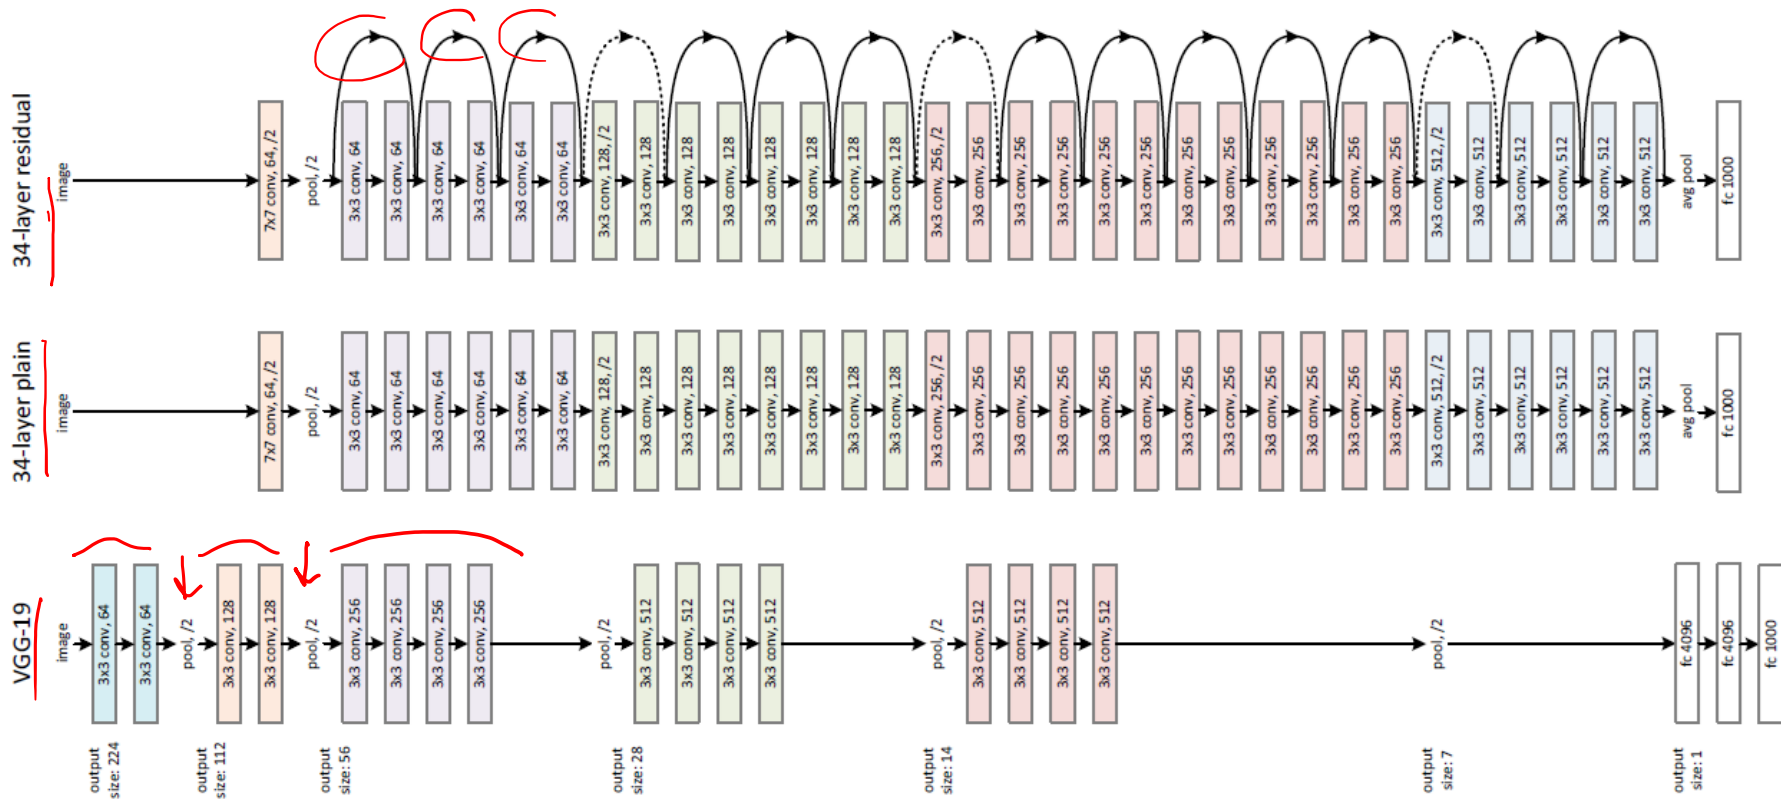 34-layer residual
image
7x7 conv, 64, /2
pool, /2
3x3 conv, 64
3x3 conv, 64
3x3 conv, 64
3x3 conv, 64
3x3 conv, 64
3x3 conv, 64
3x3 conv, 128, /2
3x3 conv, 128
3x3 conv, 128
3x3 conv, 128
3x3 conv, 128
3x3 conv, 128
3x3 conv, 128
3x3 conv, 128
3x3 conv, 256, /2
3x3 conv, 256
3x3 conv, 256
3x3 conv, 256
3x3 conv, 256
3x3 conv, 256
3x3 conv, 256
3x3 conv, 256
3x3 conv, 256
3x3 conv, 256
3x3 conv, 256
3x3 conv, 256
3x3 conv, 512, /2
3x3 conv, 512
3x3 conv, 512
3x3 conv, 512
3x3 conv, 512
3x3 conv, 512
avg pool
fc 1000
34-layer plain
image
7x7 conv, 64, /2
pool, /2
3x3 conv, 64
3x3 conv, 64
3x3 conv, 64
3x3 conv, 64
3x3 conv, 64
3x3 conv, 64
3x3 conv, 128, /2
3x3 conv, 128
3x3 conv, 128
3x3 conv, 128
3x3 conv, 128
3x3 conv, 128
3x3 conv, 128
3x3 conv, 128
3x3 conv, 256, /2
3x3 conv, 256
3x3 conv, 256
3x3 conv, 256
3x3 conv, 256
3x3 conv, 256
3x3 conv, 256
3x3 conv, 256
3x3 conv, 256
3x3 conv, 256
3x3 conv, 256
3x3 conv, 256
3x3 conv, 512, /2
3x3 conv, 512
3x3 conv, 512
3x3 conv, 512
3x3 conv, 512
3x3 conv, 512
avg pool
fc 1000
VGG-19
image
3x3 conv, 64
3x3 conv, 64
pool, /2
3x3 conv, 128
3x3 conv, 128
pool, /2
3x3 conv, 256
3x3 conv, 256
3x3 conv, 256
3x3 conv, 256
pool, /2
3x3 conv, 512
3x3 conv, 512
3x3 conv, 512
3x3 conv, 512
pool, /2
3x3 conv, 512
3x3 conv, 512
3x3 conv, 512
3x3 conv, 512
pool, /2
fc 4096
fc 4096
fc 1000
output
size: 224
output
size: 112
output
size: 56
output
size: 28
output
size: 14
output
size: 7
output
size: 1